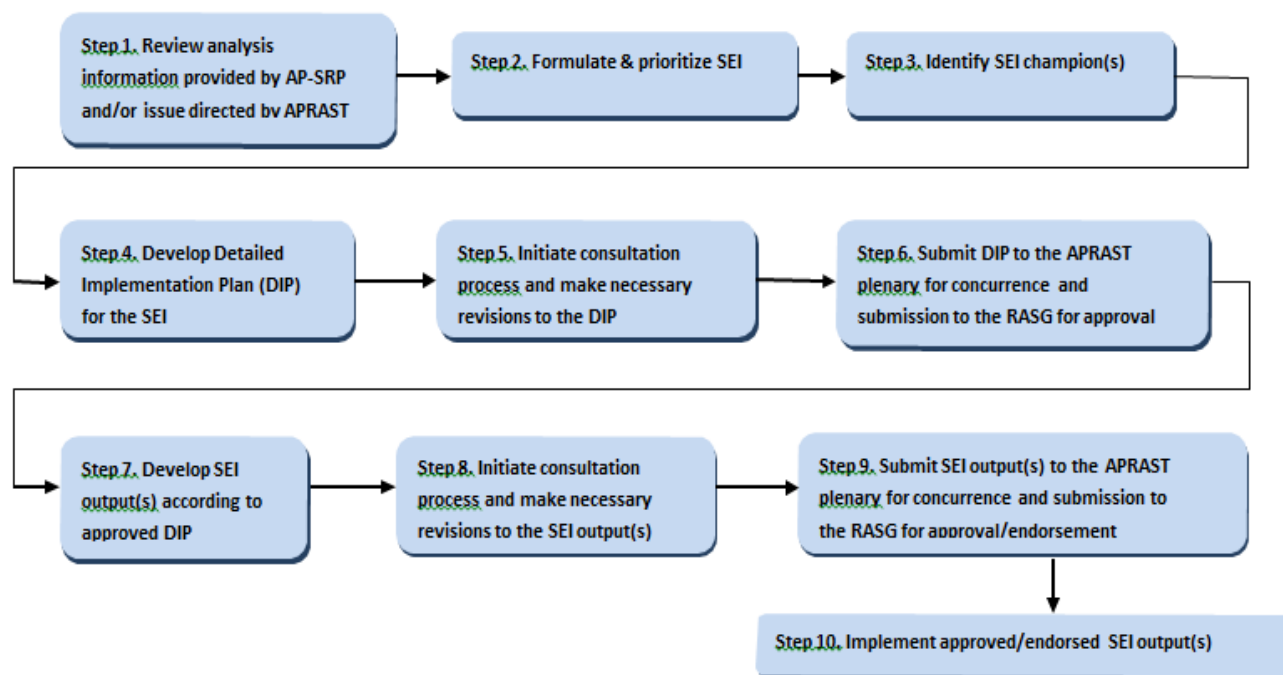 Step 1. Review analysis
information provided by AP-SRP
and/or issue directed by APRAST
Step 2. Formulate & prioritize SEI
Step 3. Identify SEI champion(s)
Step 4. Develop Detailed
Implementation Plan (DIP)
for the SEI
Step 5. Initiate consultation
process and make necessary
revisions to the DIP
Step 6. Submit DIP to the APRAST
plenary for concurrence and
submission to the RASG for approval
Step 7. Develop SEI
output(s) according to
approved DIP
Step 8. Initiate consultation
process and make necessary
revisions to the SEI output(s)
Step 9. Submit SEI output(s) to the APRAST
plenary for concurrence and submission to
the RASG for approval/endorsement
Step 10. Implement approved/endorsed SEI output(s)